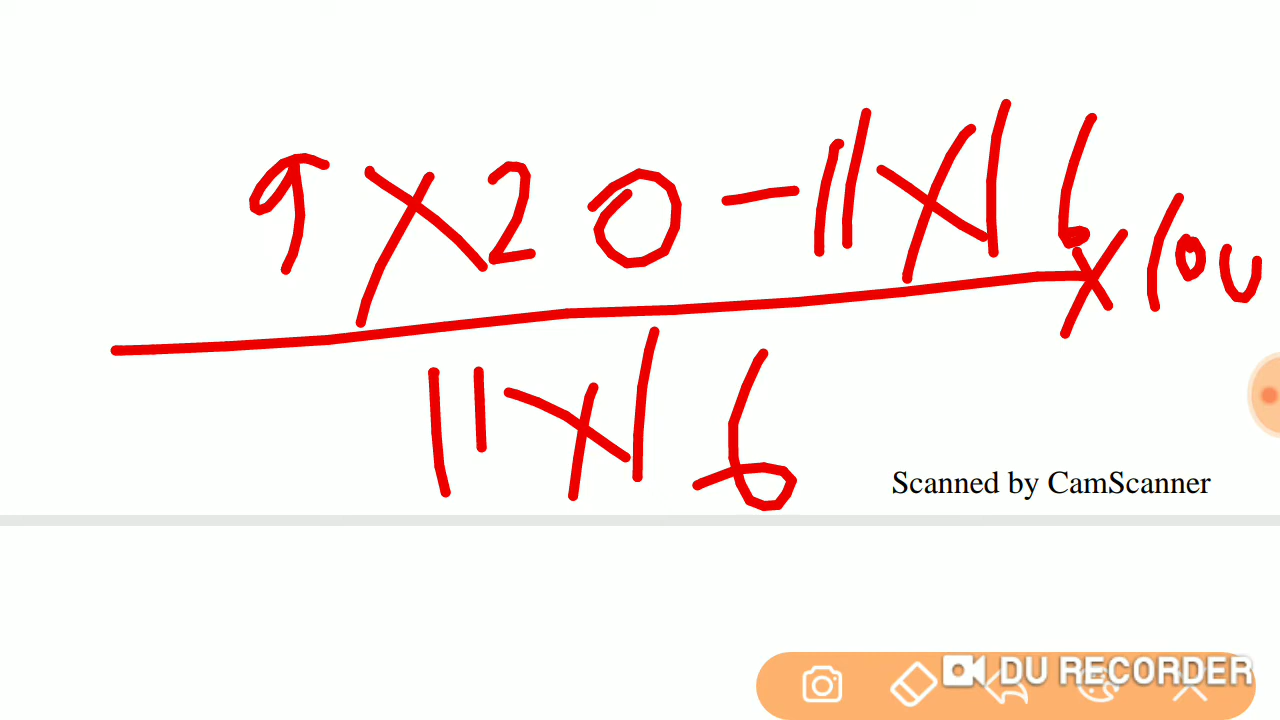 9 X 20 - 11 X 16 X 100
11 X 16
Scanned by CamScanner
DU RECORDER